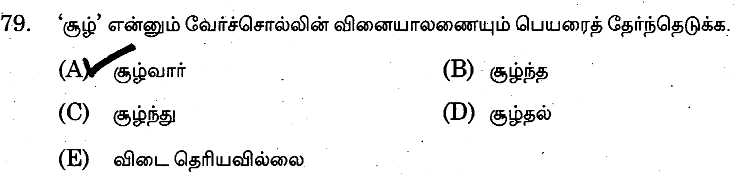 79. 'சூழ்' என்னும் வேர்ச்சொல்லின் வினையாலணையும் பெயரைத் தேர்ந்தெடுக்க.
(A) சூழ்வார் (B) சூழ்ந்த
(C) சூழ்ந்து (D) சூழ்தல்
(E) விடை தெரியவில்லை